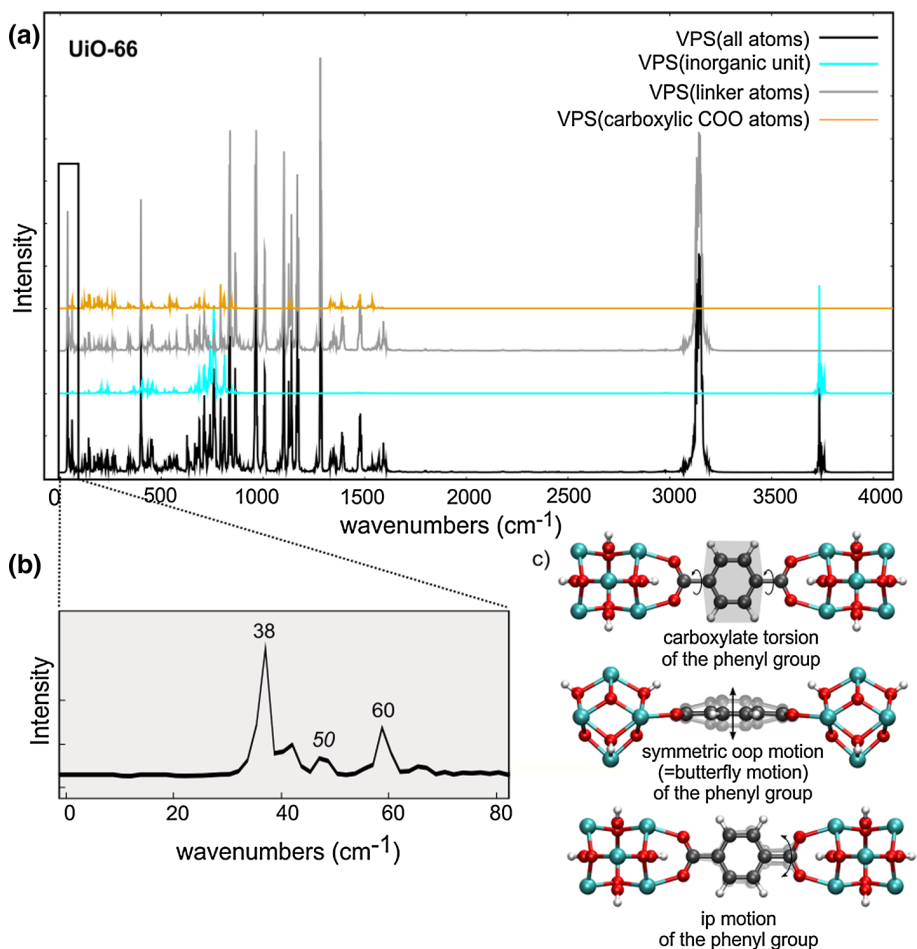 (a)
UiO-66
VPS(all atoms)
VPS(inorganic unit)
VPS(linker atoms)
VPS(carboxylic COO atoms)
Intensity
0 500 1000 1500 2000 2500 3000 3500 4000
wavenumbers (cm-1)
(b)
38
50
60
Intensity
0 20 40 60 80
wavenumbers (cm-1)
c)
carboxylate torsion
of the phenyl group
symmetric oop motion
(=butterfly motion)
of the phenyl group
ip motion
of the phenyl group